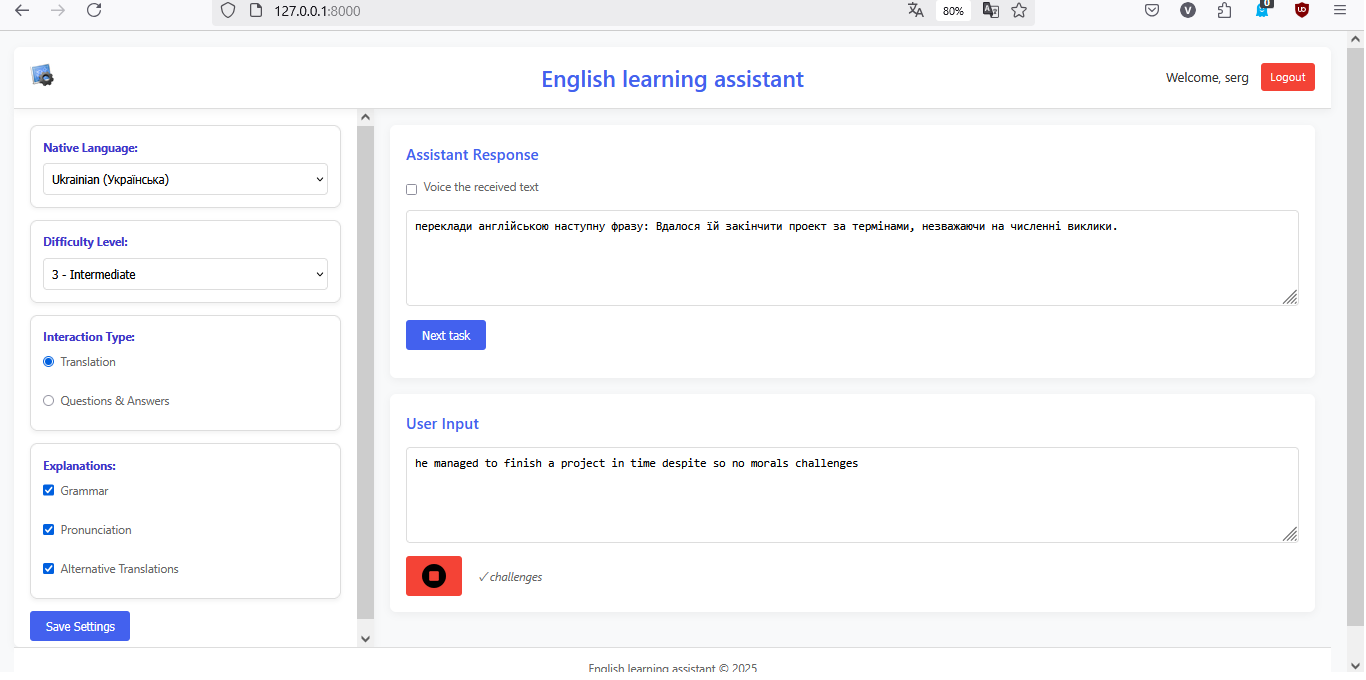 127.0.0.1:8000
80%
V
0
English learning assistant
Welcome, serg
Logout
Native Language:
Ukrainian (Українська)
Difficulty Level:
3 - Intermediate
Interaction Type:
Translation
Questions & Answers
Explanations:
Grammar
Pronunciation
Alternative Translations
Save Settings
Assistant Response
Voice the received text
переклади англійською наступну фразу: Вдалося їй закінчити проект за термінами, незважаючи на численні виклики.
Next task
User Input
he managed to finish a project in time despite so no morals challenges
✓ challenges
English learning assistant © 2025